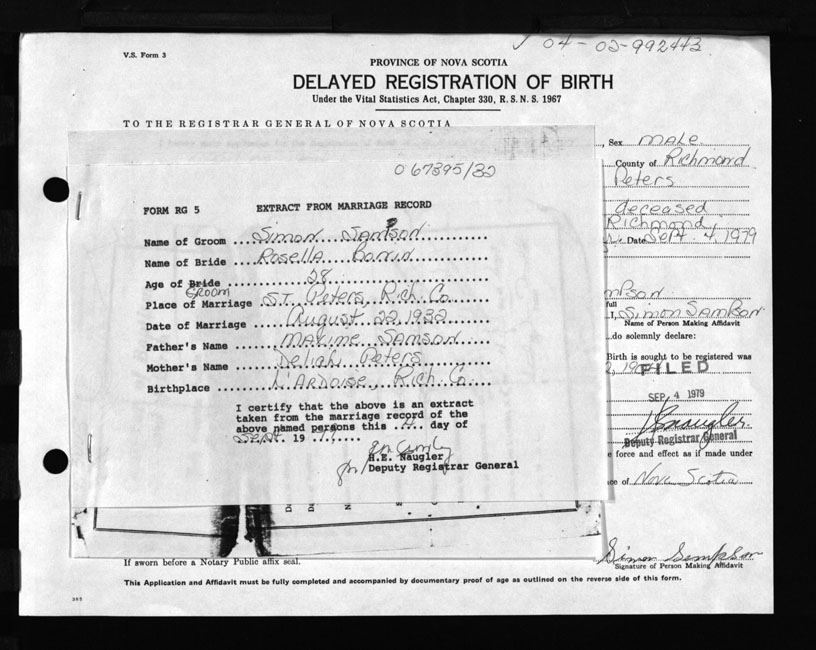 04-02-992443
V.S. Form 3
PROVINCE OF NOVA SCOTIA
DELAYED REGISTRATION OF BIRTH
Under the Vital Statistics Act, Chapter 330, R. S. N. S. 1967
TO THE REGISTRAR GENERAL OF NOVA SCOTIA
, Sex male
County of Richmond
Peters
deceased
Richmond
Date Sept. 4, 1979
067395/32
FORM RG 5 EXTRACT FROM MARRIAGE RECORD
Name of Groom ... Simon Sampson
Name of Bride ... Rosella
Age of Bride ... 28
Groom
Place of Marriage ... St. Peters, Rich. Co.
Date of Marriage ... August 22, 1932
Father's Name ... Maxime Samson
Mother's Name ... Deliah Peters
Birthplace ... L'Ardoise, Rich. Co.
I certify that the above is an extract
taken from the marriage record of the
above named persons this .... day of
Sept. 19
H.E. Naugler
Deputy Registrar General
mpson
full
I, Simon Sampson
Name of Person Making Affidavit
do solemnly declare:
Birth is sought to be registered was
FILED
SEP. 4 1979
Naugler
Deputy Registrar General
e force and effect as if made under
ce of Nova Scotia
Simon Sempson
Signature of Person Making Affidavit
If sworn before a Notary Public affix seal.
This Application and Affidavit must be fully completed and accompanied by documentary proof of age as outlined on the reverse side of this form.